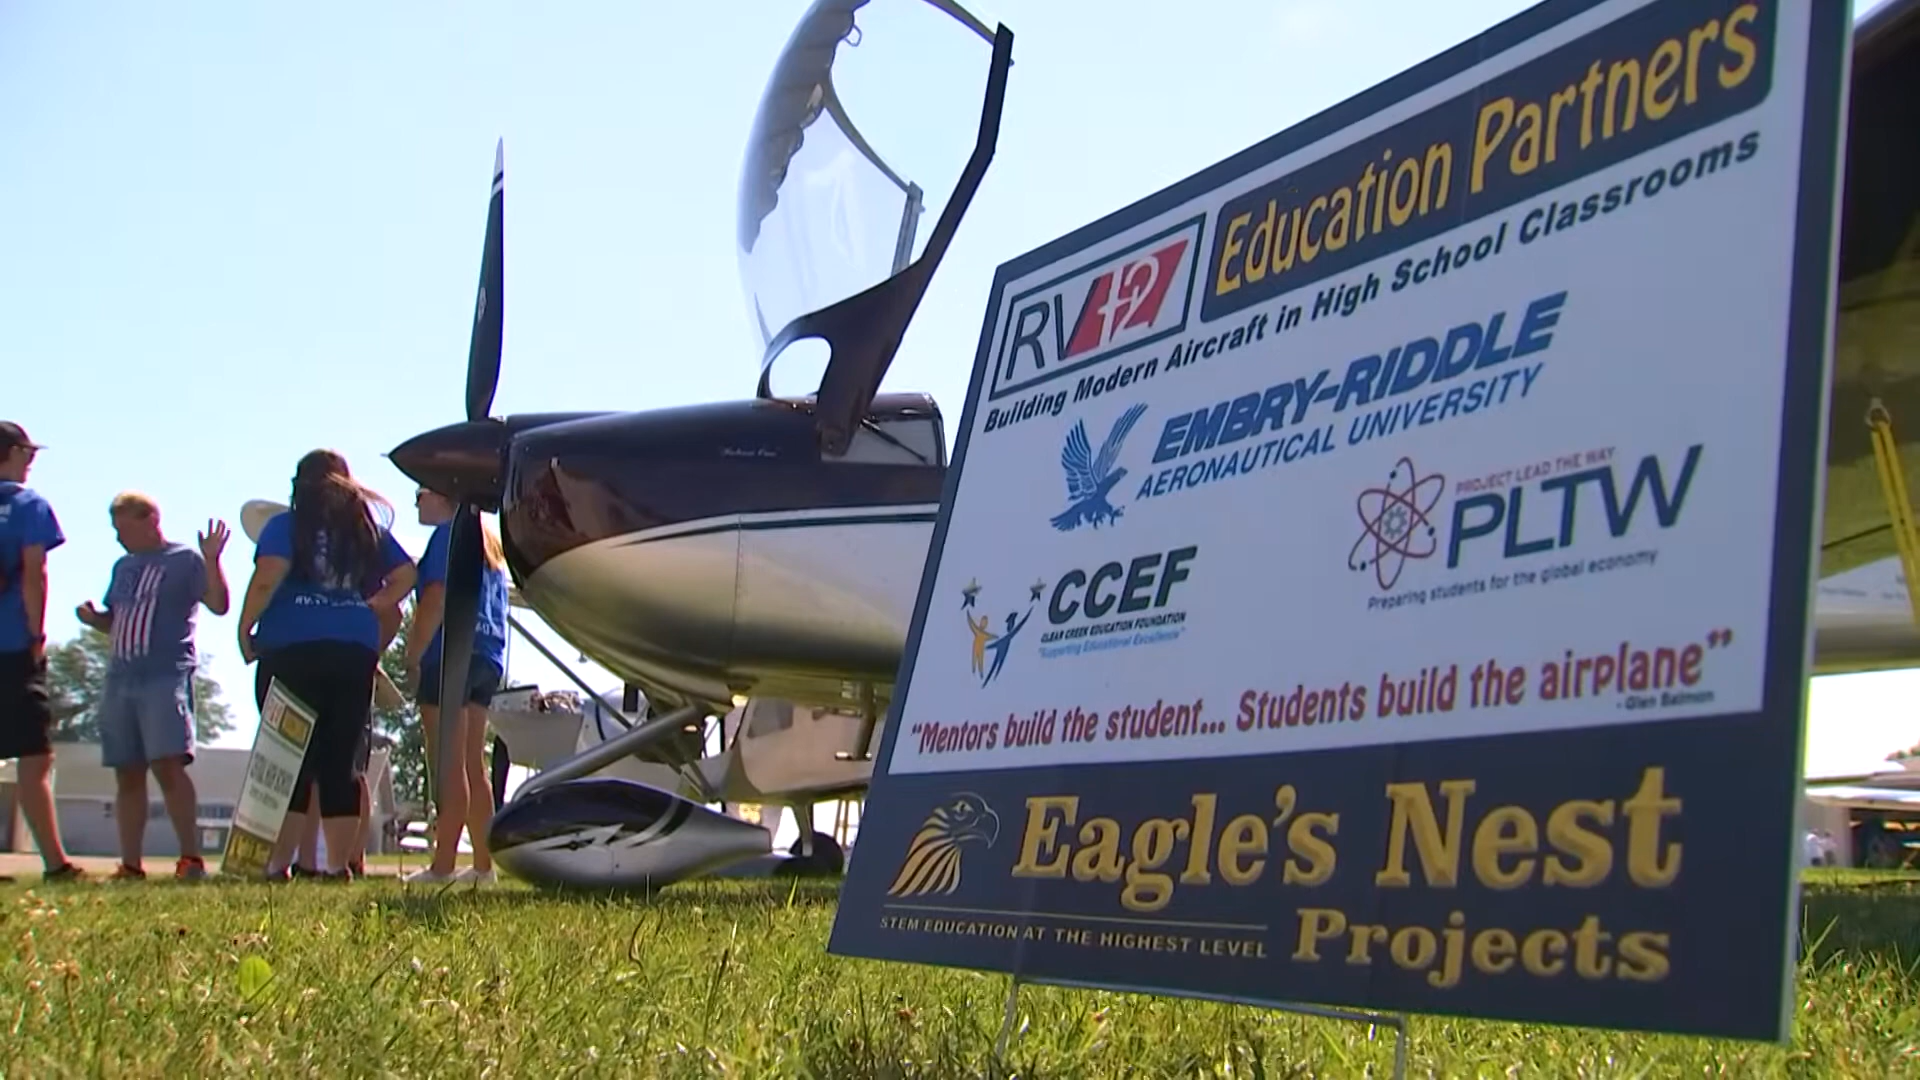 Education Partners
RV12
Building Modern Aircraft in High School Classrooms
EMBRY-RIDDLE
AERONAUTICAL UNIVERSITY
PROJECT LEAD THE WAY
PLTW
Preparing students for the global economy
CCEF
CLEAR CREEK EDUCATION FOUNDATION
"Supporting Educational Excellence"
"Mentors build the student... Students build the airplane"
- Glen Salmon
Eagle's Nest
Projects
STEM EDUCATION AT THE HIGHEST LEVEL